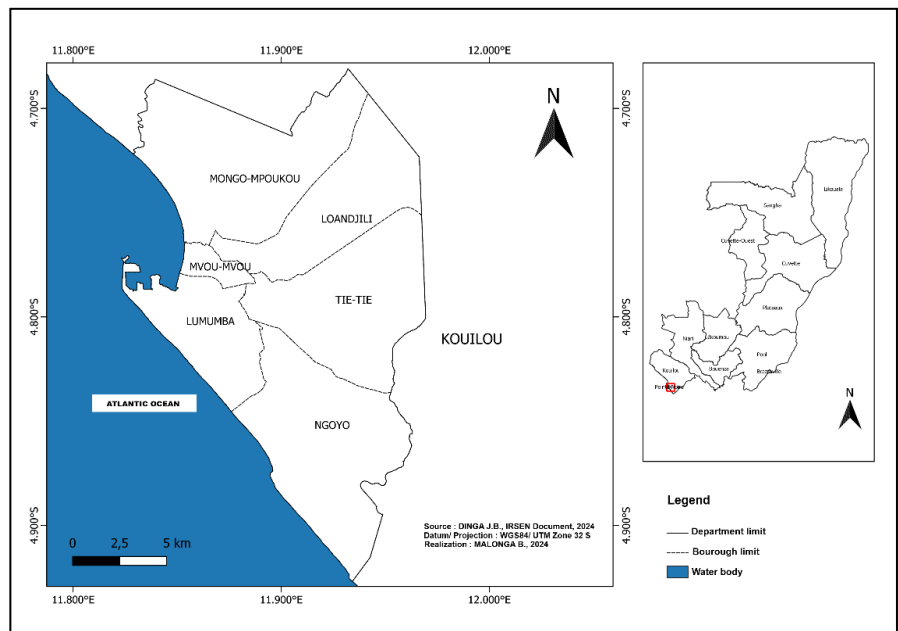 11.800°E 11.900°E 12.000°E
4.700°S
4.800°S
4.900°S
4.700°S
4.800°S
4.900°S
N
MONGO-MPOUKOU
LOANDJILI
MVOU-MVOU
TIE-TIE
LUMUMBA
KOUILOU
ATLANTIC OCEAN
NGOYO
Source : DINGA J.B., IRSEN Document, 2024
Datum/ Projection : WGS84/ UTM Zone 32 S
Realization : MALONGA B., 2024
0 2,5 5 km
11.800°E 11.900°E 12.000°E
Likouala
Sangha
Cuvette-Ouest
Cuvette
Plateaux
Niari
Lékoumou
Pool
Bouenza
Brazzaville
Kouilou
N
Legend
Department limit
Bourough limit
Water body